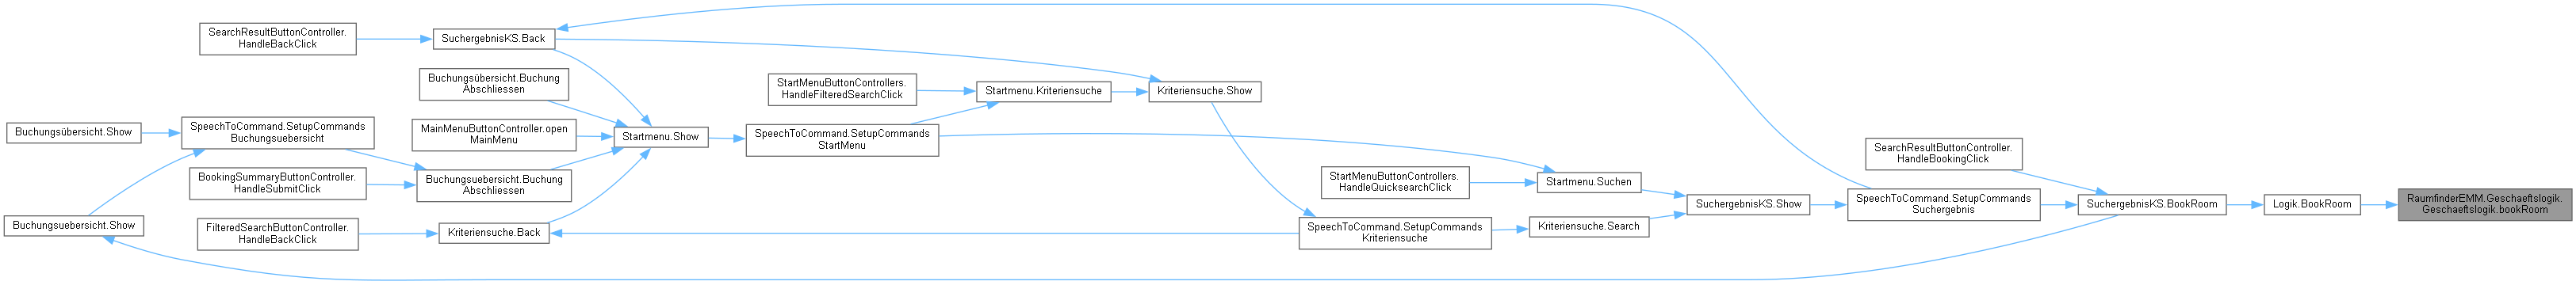 SearchResultButtonController.
HandleBackClick
SuchergebnisKS.Back
Buchungsübersicht.Buchung
Abschliessen
StartMenuButtonControllers.
HandleFilteredSearchClick
Startmenu.Kriteriensuche
Kriteriensuche.Show
Buchungsübersicht.Show
SpeechToCommand.SetupCommands
Buchungsuebersicht
MainMenuButtonController.open
MainMenu
Startmenu.Show
SpeechToCommand.SetupCommands
StartMenu
SearchResultButtonController.
HandleBookingClick
BookingSummaryButtonController.
HandleSubmitClick
Buchungsuebersicht.Buchung
Abschliessen
StartMenuButtonControllers.
HandleQuicksearchClick
Startmenu.Suchen
SuchergebnisKS.Show
SpeechToCommand.SetupCommands
Suchergebnis
SuchergebnisKS.BookRoom
Logik.BookRoom
RaumfinderEMM.Geschaeftslogik.
Geschaeftslogik.bookRoom
Buchungsuebersicht.Show
FilteredSearchButtonController.
HandleBackClick
Kriteriensuche.Back
SpeechToCommand.SetupCommands
Kriteriensuche
Kriteriensuche.Search